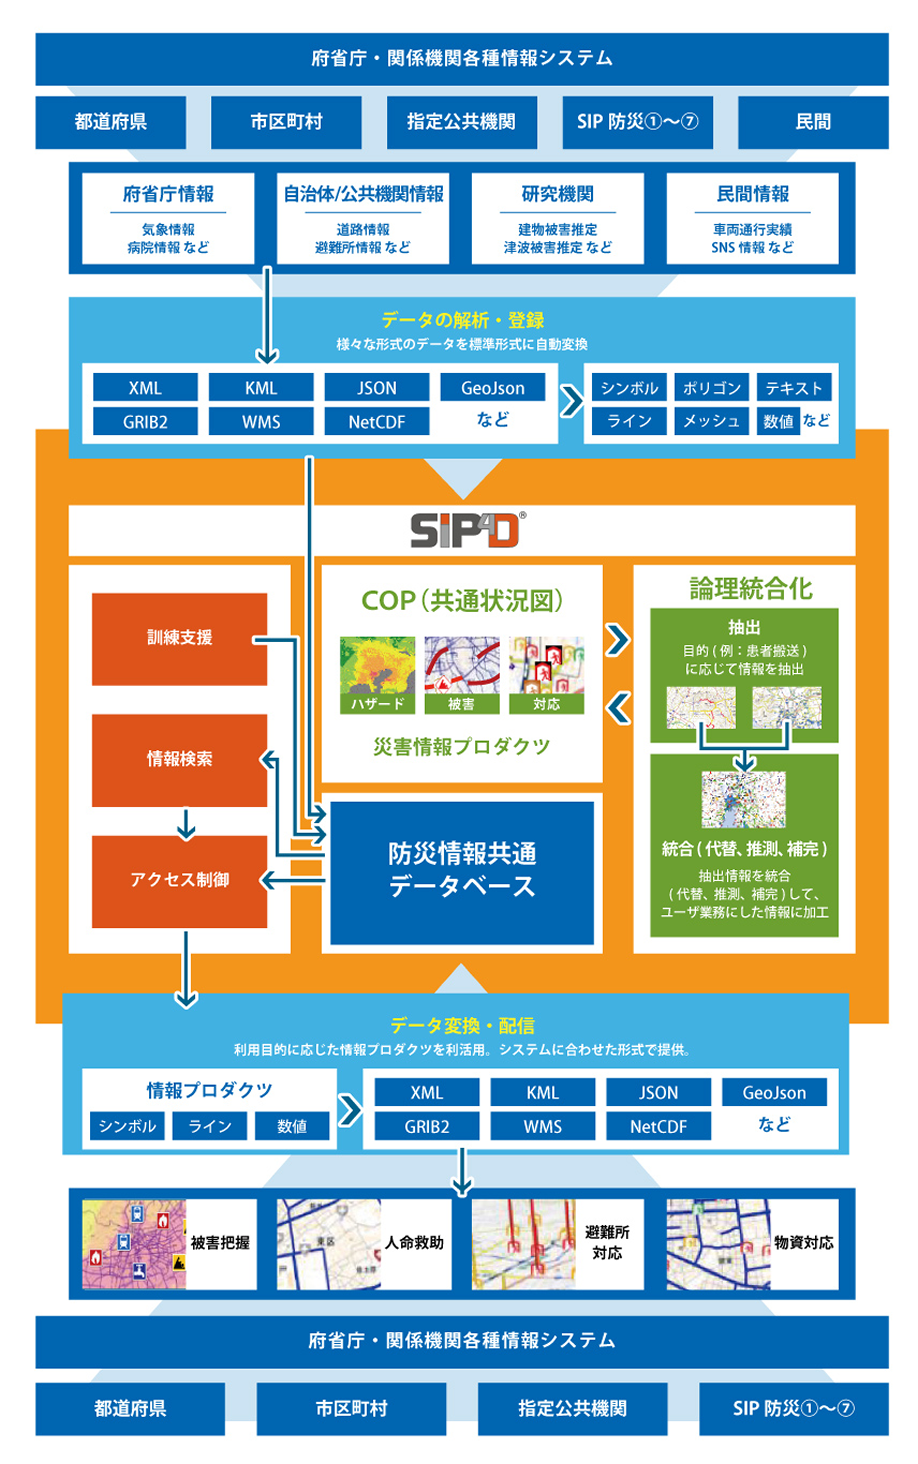 府省庁・関係機関各種情報システム
都道府県 市区町村 指定公共機関 SIP 防災①〜⑦ 民間
府省庁情報 自治体/公共機関情報 研究機関 民間情報
気象情報 道路情報 建物被害推定 車両通行実績
病院情報 など 避難所情報 など 津波被害推定 など SNS 情報 など
データの解析・登録
様々な形式のデータを標準形式に自動変換
XML KML JSON GeoJson シンボル ポリゴン テキスト
GRIB2 WMS NetCDF など ライン メッシュ 数値 など
SIP4D®
訓練支援
情報検索
アクセス制御
COP（共通状況図）
ハザード 被害 対応
災害情報プロダクツ
防災情報共通
データベース
論理統合化
抽出
目的 ( 例：患者搬送 )
に応じて情報を抽出
統合 ( 代替、推測、補完 )
抽出情報を統合
( 代替、推測、補完 ) して、
ユーザ業務にした情報に加工
データ変換・配信
利用目的に応じた情報プロダクツを利活用。システムに合わせた形式で提供。
情報プロダクツ
シンボル ライン 数値
XML KML JSON GeoJson
GRIB2 WMS NetCDF など
被害把握
東区
人命救助
避難所
対応
物資対応
府省庁・関係機関各種情報システム
都道府県 市区町村 指定公共機関 SIP 防災①〜⑦